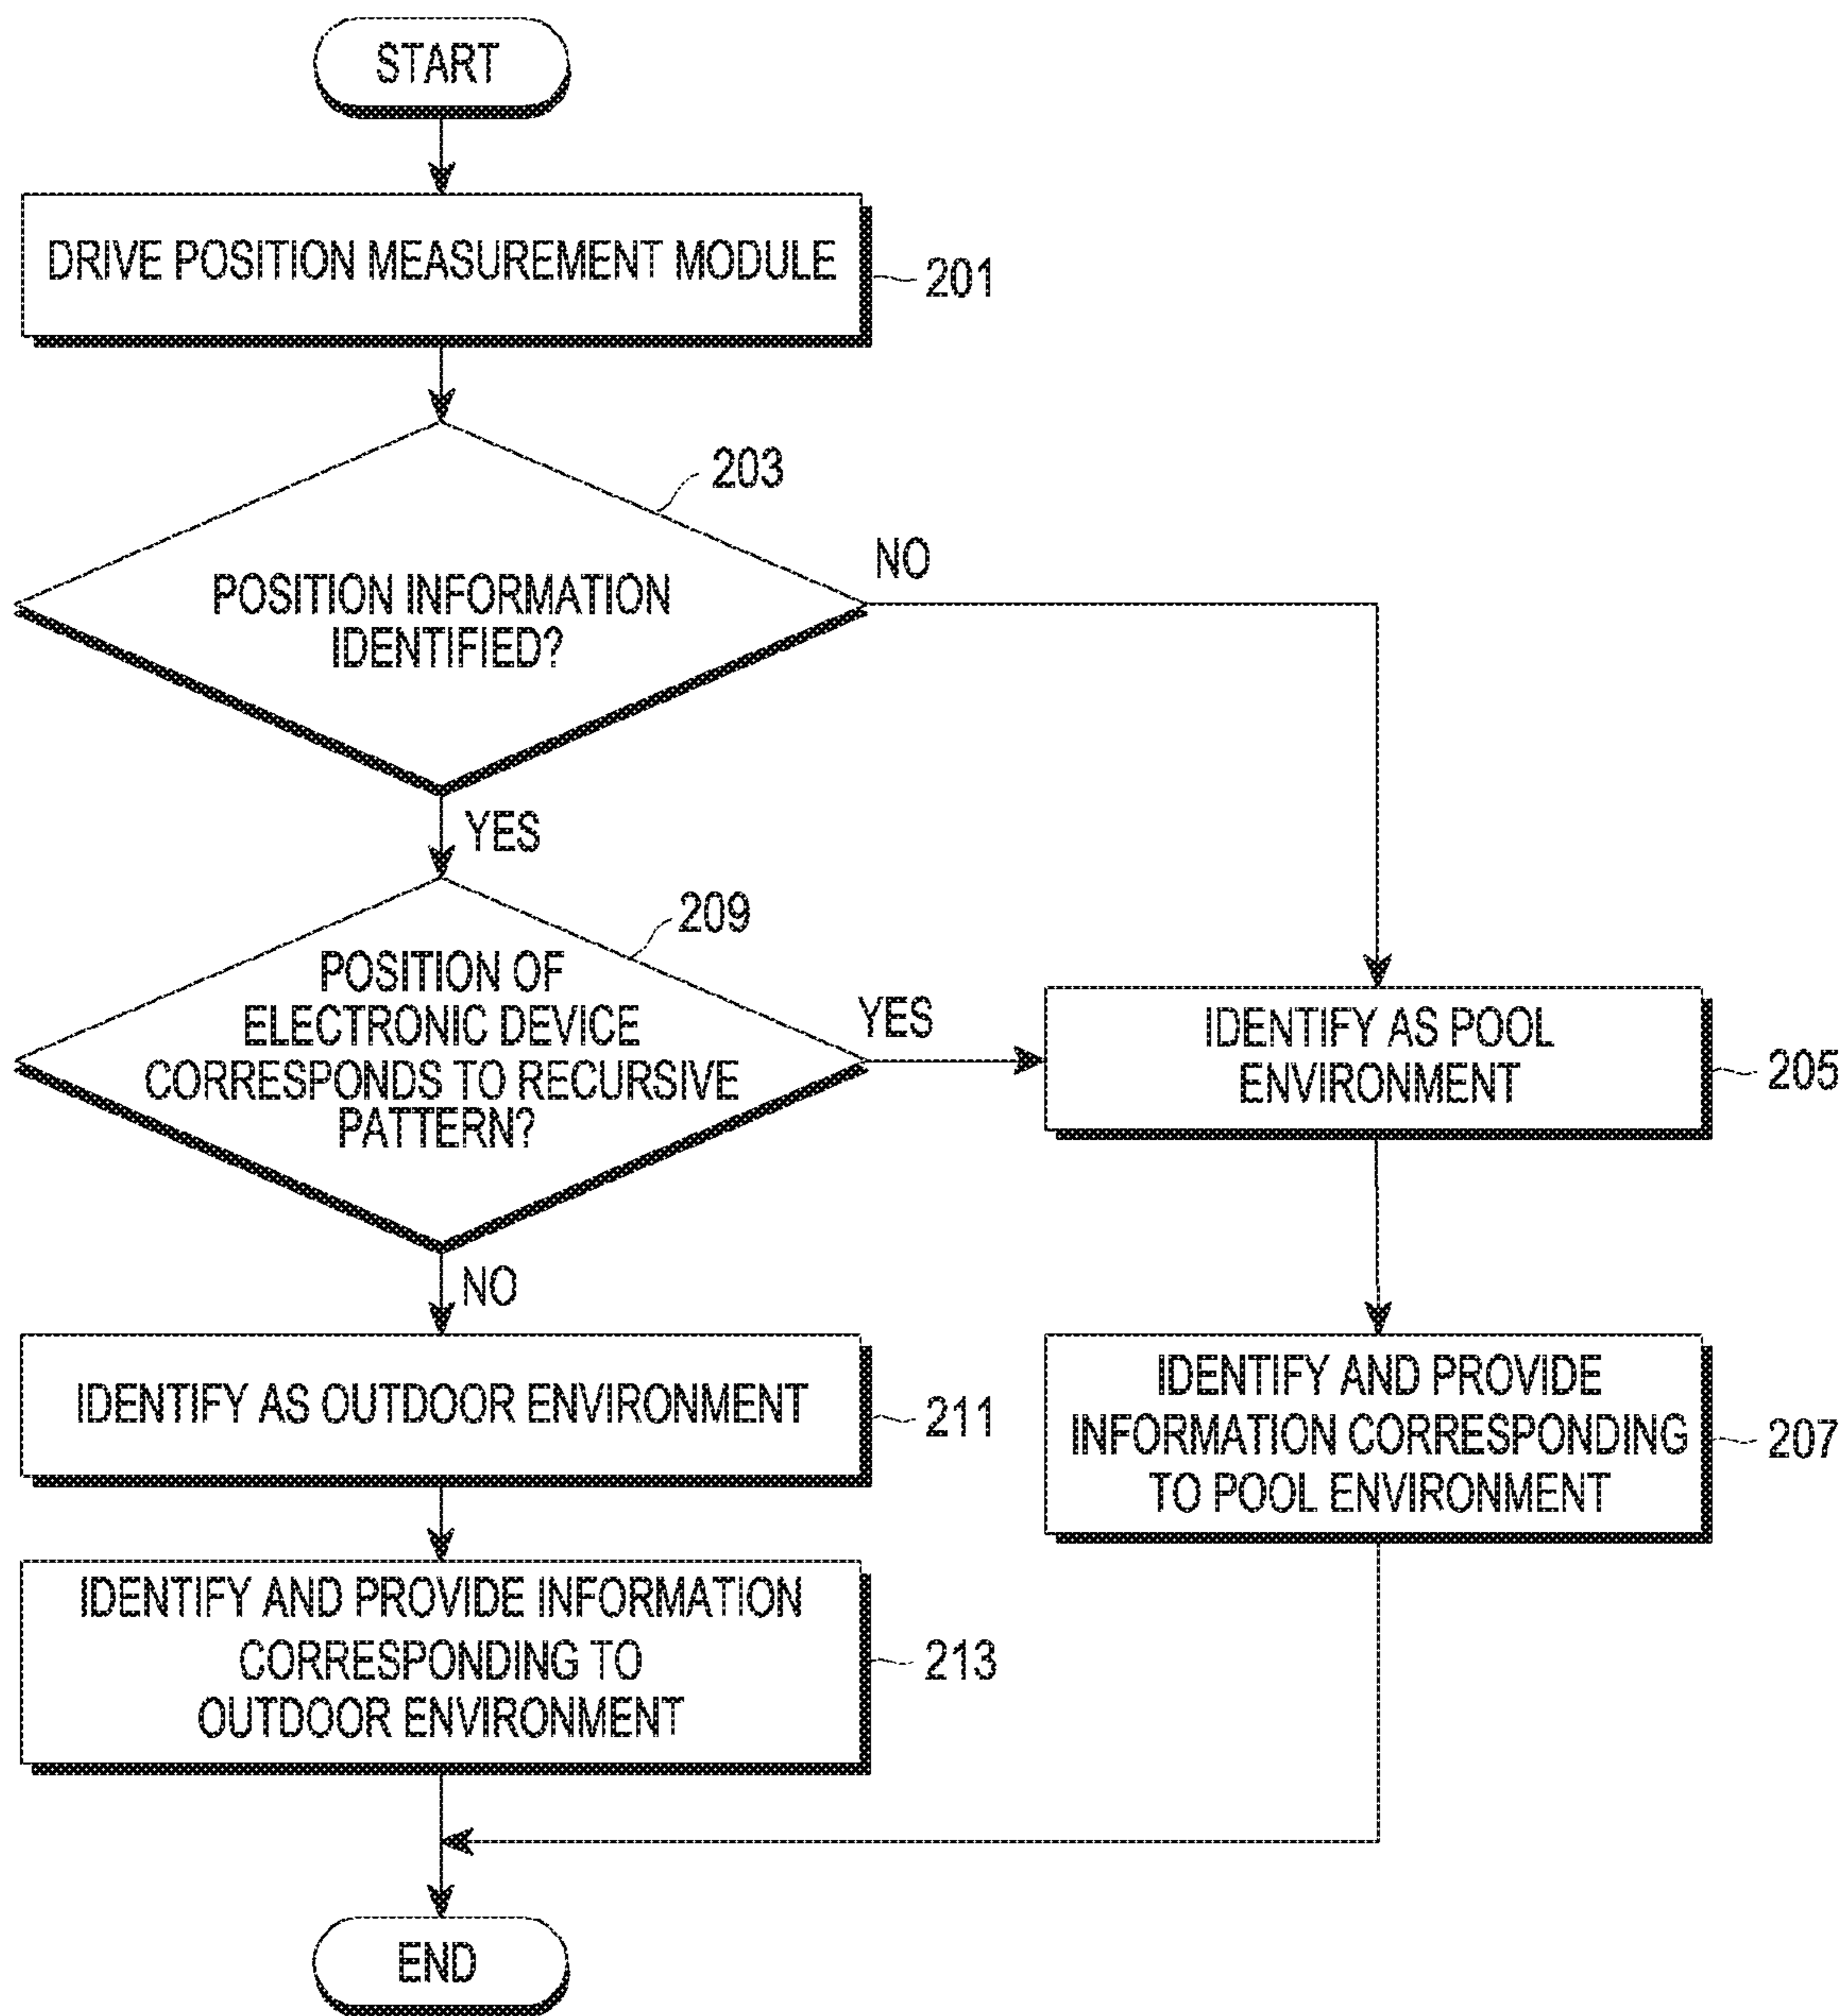 START
DRIVE POSITION MEASUREMENT MODULE
201
203
NO
POSITION INFORMATION
IDENTIFIED?
YES
209
POSITION OF
ELECTRONIC DEVICE
CORRESPONDS TO RECURSIVE
PATTERN?
YES
IDENTIFY AS POOL
ENVIRONMENT
205
NO
IDENTIFY AS OUTDOOR ENVIRONMENT
211
IDENTIFY AND PROVIDE
INFORMATION CORRESPONDING
TO POOL ENVIRONMENT
207
IDENTIFY AND PROVIDE INFORMATION
CORRESPONDING TO
OUTDOOR ENVIRONMENT
213
END